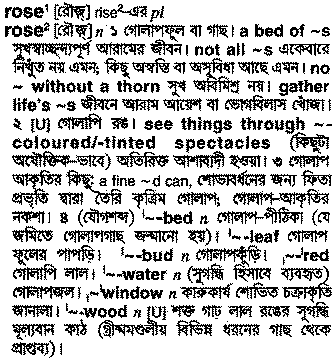 rose¹ [রৌজ়্] rise²-এর pl
rose² [রৌজ়্] n ১ গোলাপফুল বা গাছ। a bed of ~s
সুখস্বাচ্ছন্দ্যপূর্ণ আরামের জীবন। not all ~s একেবারে
নিখুঁত নয় এমন; কিছু অস্বস্তি বা অসুবিধা আছে এমন। no
~ without a thorn সুখ অবিমিশ্র নয়। gather
life's ~s জীবনে আরাম আয়েশ বা ভোগবিলাস খোঁজা।
২ [U] গোলাপি রঙ। see things through ~-
coloured/-tinted spectacles (কিছুটা
অযৌক্তিক-ভাবে) অতিরিক্ত আশাবাদী হওয়া। ৩ গোলাপ
আকৃতির কিছু: a fine ~d can, শোভাবর্ধনের জন্য ফিতা
প্রভৃতি দ্বারা তৈরি কৃত্রিম গোলাপ; গোলাপ-আকৃতির
নকশা। ৪ (যৌগশব্দ) ˈ~-bed n গোলাপ-পীঠিকা (যে
জমিতে গোলাপগাছ জন্মানো হয়)। ˈ~-leaf গোলাপ
ফুলের পাপড়ি। ˈ~-bud n গোলাপকুঁড়ি। ˌ~-ˈred
গোলাপি লাল। ˈ~-water n (সুগন্ধি হিসাবে ব্যবহৃত)
গোলাপজল। ˌ~ˈwindow n কারুকার্য শোভিত চক্রাকৃতি
জানালা। ˈ~-wood n [U] শক্ত গাঢ় লাল রঙের সুগন্ধি
মূল্যবান কাঠ (গ্রীষ্মমণ্ডলীয় বিভিন্ন ধরনের গাছ থেকে
প্রাপ্তব্য)।